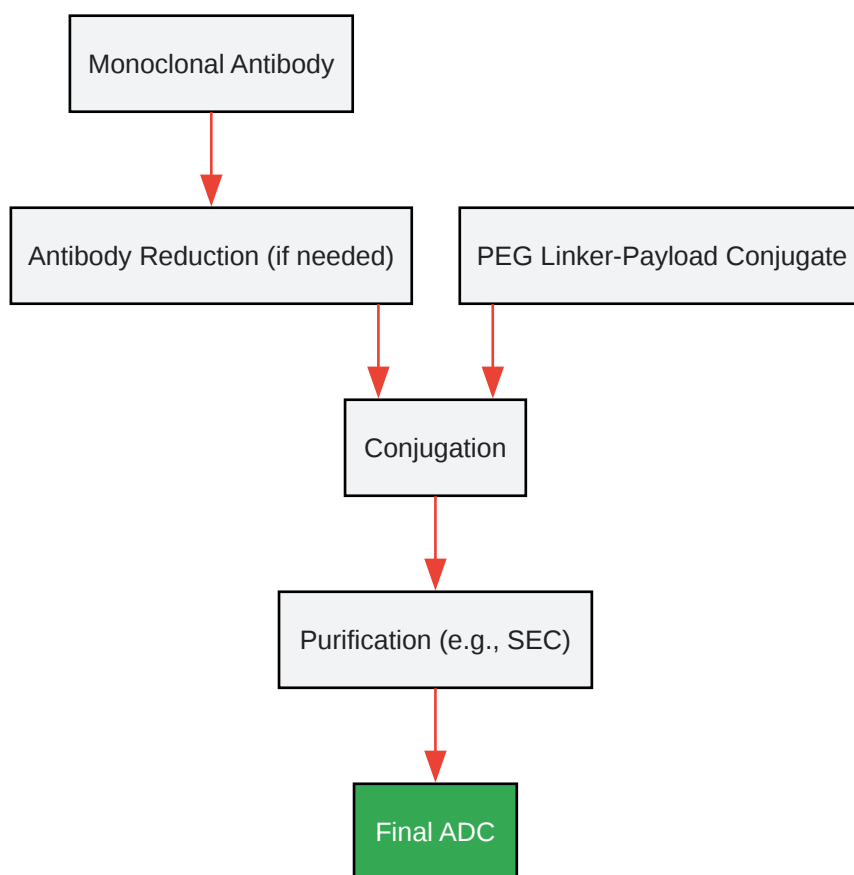 Monoclonal Antibody
Antibody Reduction (if needed)
PEG Linker-Payload Conjugate
Conjugation
Purification (e.g., SEC)
Final ADC